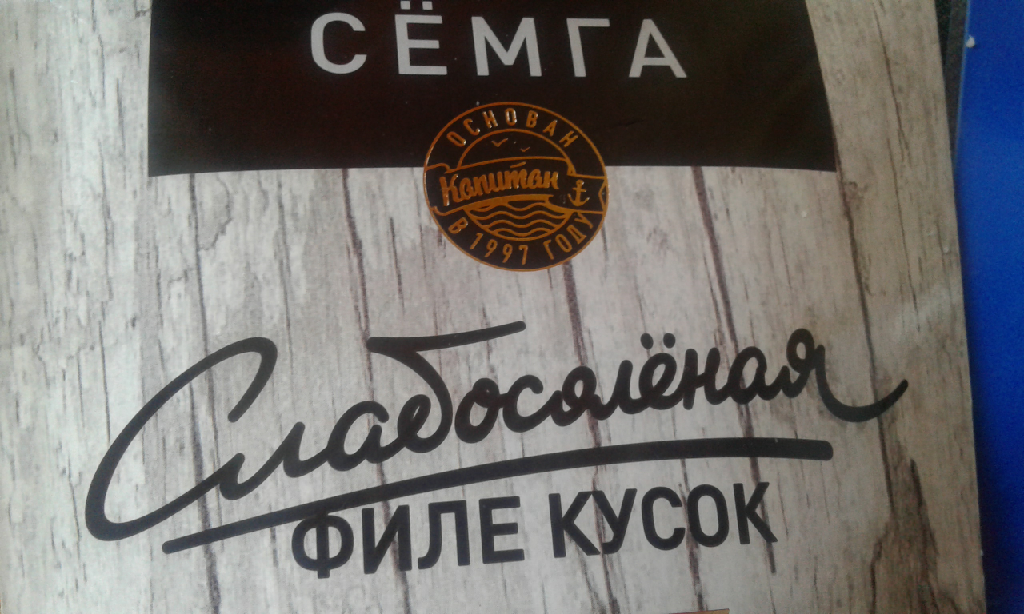 СЁМГА
ОСНОВАН
Капитан
В 1997 ГОДУ
Слабосолёная
ФИЛЕ КУСОК